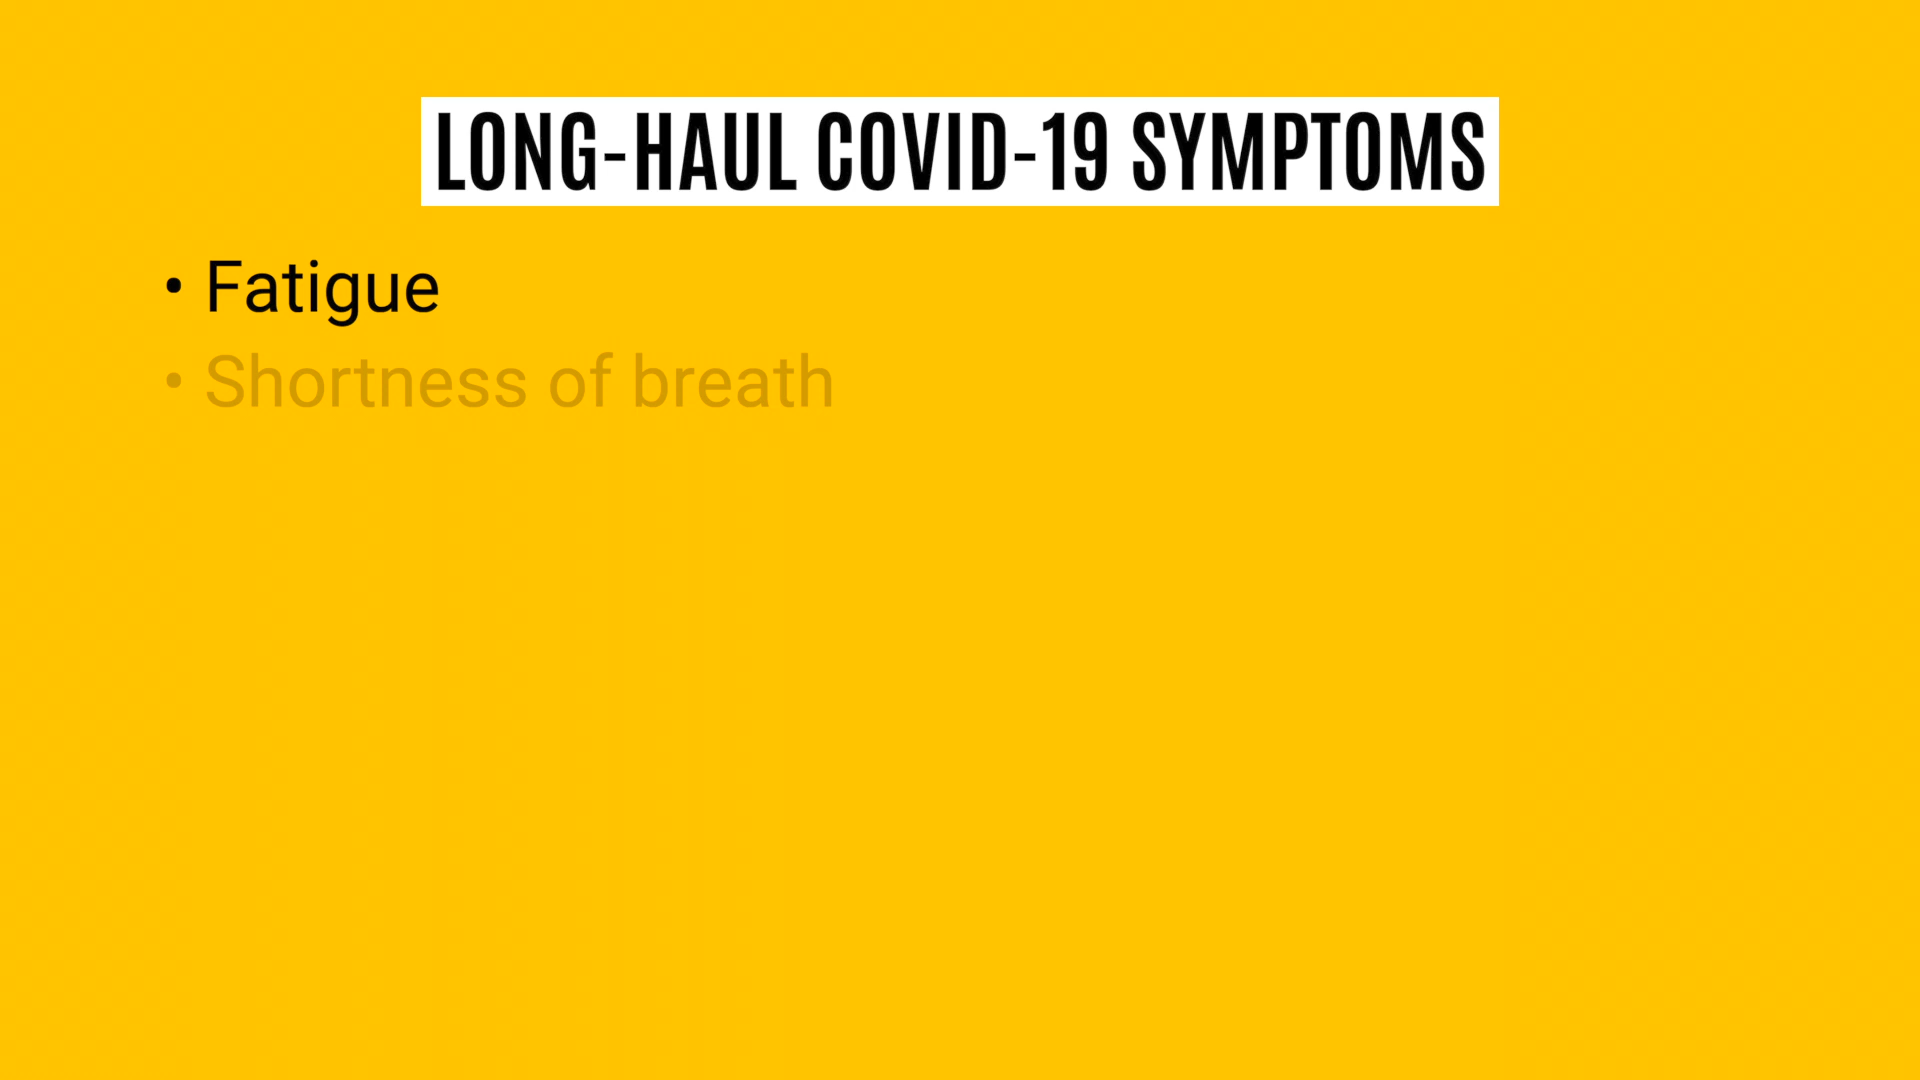 LONG-HAUL COVID-19 SYMPTOMS
• Fatigue
• Shortness of breath